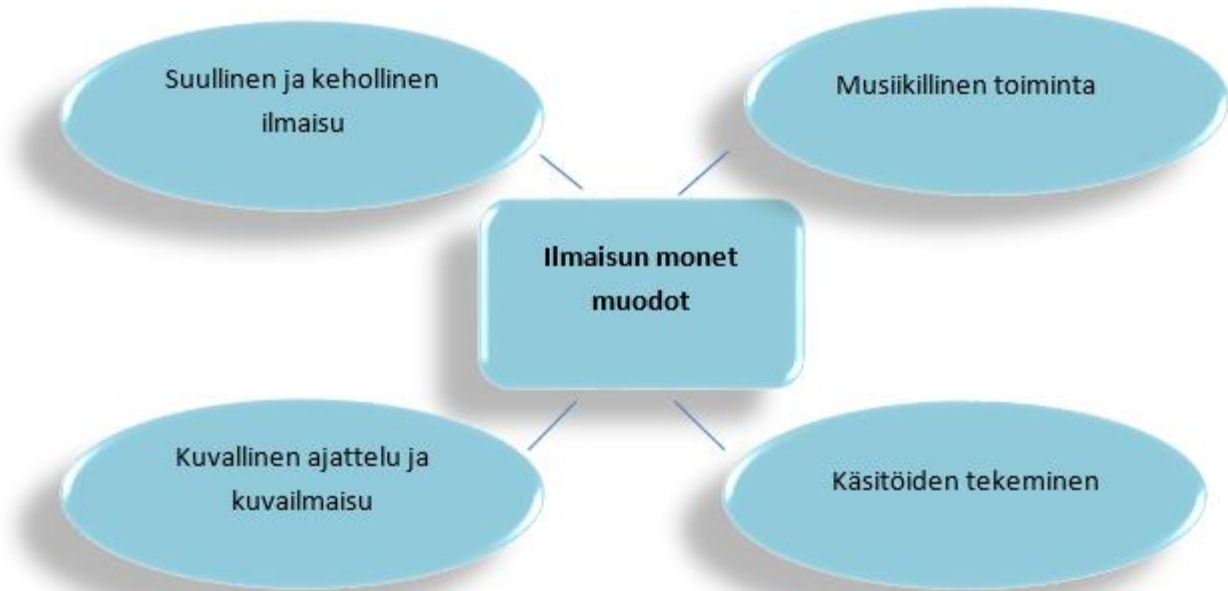 Suullinen ja kehollinen
ilmaisu
Musiikillinen toiminta
Ilmaisun monet
muodot
Kuvallinen ajattelu ja
kuvailmaisu
Käsitöiden tekeminen